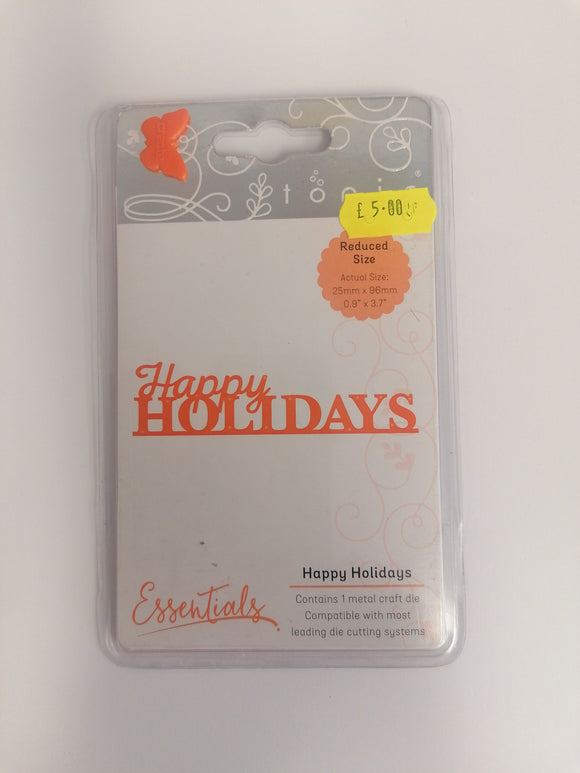 tonic®
£5.00
Reduced
Size
Actual Size:
25mm x 96mm
0.9" x 3.7"
Happy
HOLIDAYS
Essentials
Happy Holidays
Contains 1 metal craft die
Compatible with most
leading die cutting systems